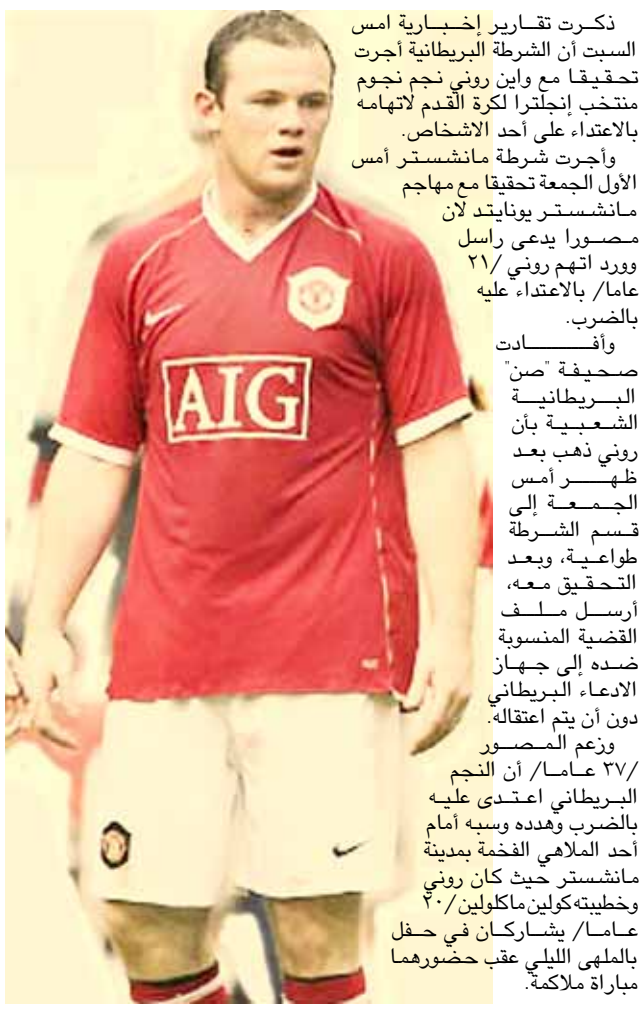 ذكرت تقارير إخبارية امس
السبت أن الشرطة البريطانية أجرت
تحقيقا مع واين روني نجم نجوم
منتخب إنجلترا لكرة القدم لاتهامه
بالاعتداء على أحد الاشخاص.
وأجرت شرطة مانشستر أمس
الأول الجمعة تحقيقا مع مهاجم
مانشستر يونايتد لان
مصورا يدعى راسل
وورد اتهم روني /٢١
عاما/ بالاعتداء عليه
بالضرب.
وأفادت
صحيفة "صن"
البريطانية
الشعبية بأن
روني ذهب بعد
ظهر أمس
الجمعة إلى
قسم الشرطة
طواعية، وبعد
التحقيق معه،
أرسل ملف
القضية المنسوبة
ضده إلى جهاز
الادعاء البريطاني
دون أن يتم اعتقاله.
وزعم المصور
/٣٧ عاما/ أن النجم
البريطاني اعتدى عليه
بالضرب وهدده وسبه أمام
أحد الملاهي الفخمة بمدينة
مانشستر حيث كان روني
وخطيبته كولين ماكلولين/٢٠
عاما/ يشاركان في حفل
بالملهى الليلي عقب حضورهما
مباراة ملاكمة.
AIG